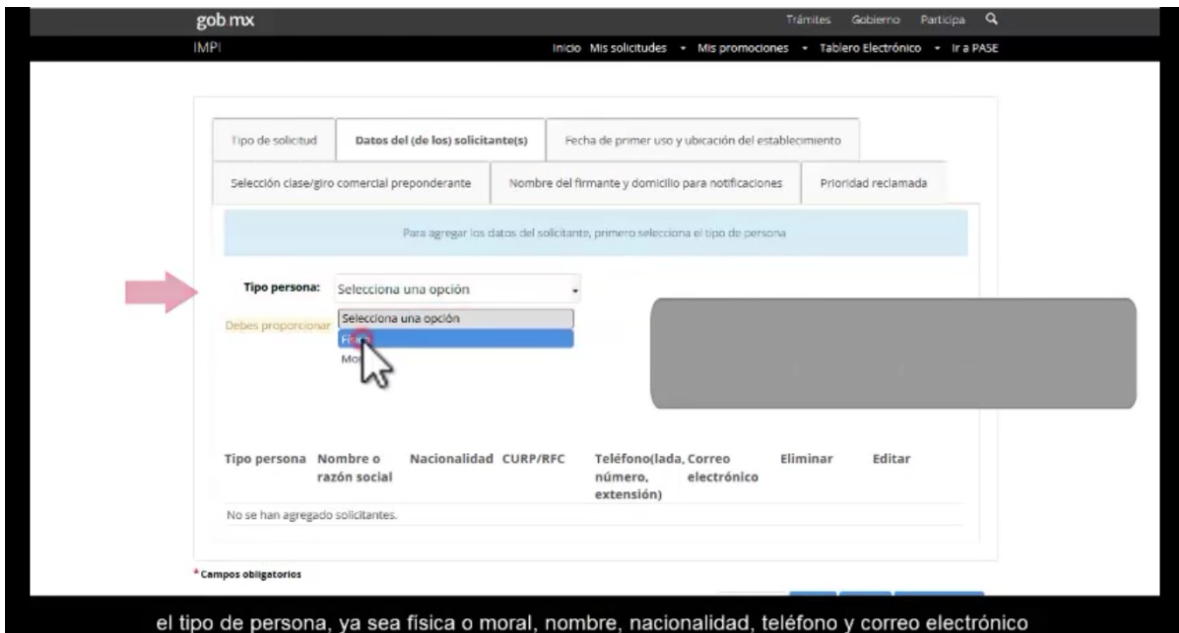 gob mx Trámites Gobierno Participa
IMPI Inicio Mis solicitudes Mis promociones Tablero Electrónico Ir a PASE
Tipo de solicitud Datos del (de los) solicitante(s) Fecha de primer uso y ubicación del establecimiento
Selección clase/giro comercial preponderante Nombre del firmante y domicilio para notificaciones Prioridad reclamada
Para agregar los datos del solicitante, primero selecciona el tipo de persona
Tipo persona: Selecciona una opción
Debes proporcionar Selecciona una opción
Tipo persona Nombre o Nacionalidad CURP/RFC Teléfono(lada, Correo Eliminar Editar
razón social número, electrónico
extensión)
No se han agregado solicitantes.
* Campos obligatorios
el tipo de persona, ya sea física o moral, nombre, nacionalidad, teléfono y correo electrónico